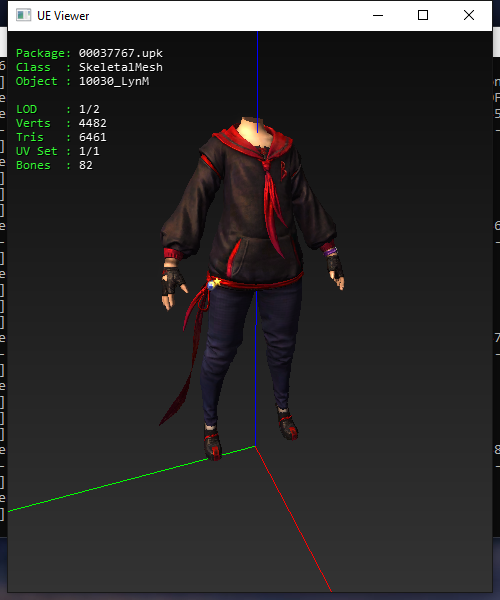 UE Viewer
Package: 00037767.upk
Class : SkeletalMesh
Object : 10030_LynM
LOD : 1/2
Verts : 4482
Tris : 6461
UV Set : 1/1
Bones : 82